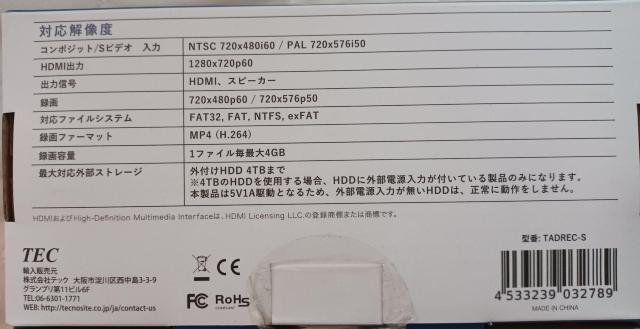 対応解像度
コンポジット/Sビデオ 入力 NTSC 720x480i60 / PAL 720x576i50
HDMI出力 1280x720p60
出力信号 HDMI、スピーカー
録画 720x480p60 / 720x576p50
対応ファイルシステム FAT32, FAT, NTFS, exFAT
録画フォーマット MP4 (H.264)
録画容量 1ファイル毎最大4GB
最大対応外部ストレージ 外付けHDD 4TBまで
※4TBのHDDを使用する場合、HDDに外部電源入力が付いている製品のみになります。
本製品は5V1A駆動となるため、外部電源入力が無いHDDは、正常に動作をしません。
HDMIおよびHigh-Definition Multimedia Interfaceは、HDMI Licensing LLC.の登録商標または商標です。
TEC
輸入販売元
株式会社テック 大阪市淀川区西中島3-3-9
グランプリ第11ビル6F
TEL:06-6301-1771
WEB:http://tecnosite.co.jp/ja/contact-us
CE
FC RoHS
COMPLIANT
型番: TADREC-S
4 533239 032789
MADE IN CHINA